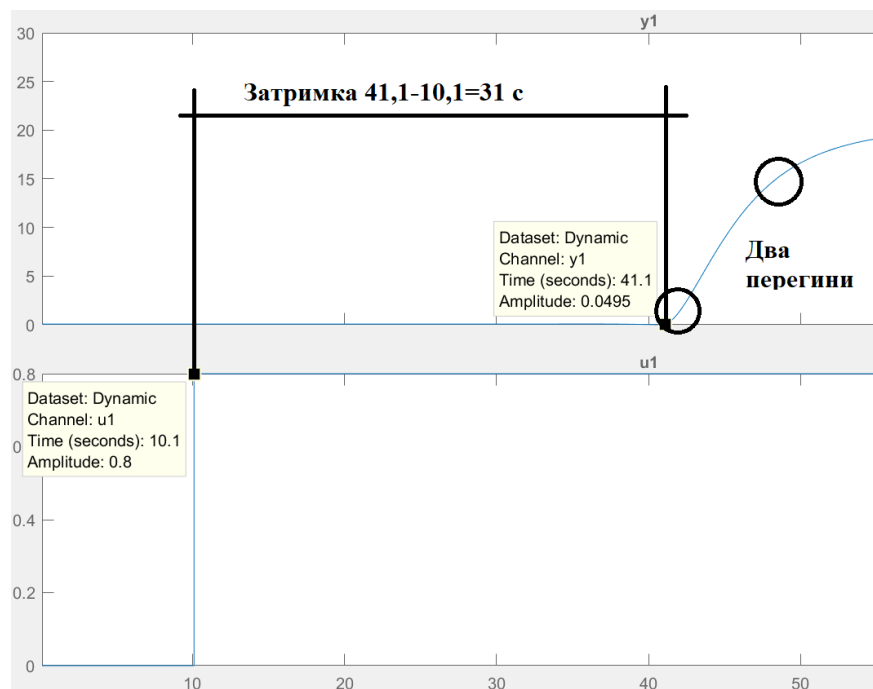 y1
30
25
20
15
10
5
0
Затримка 41,1-10,1=31 с
Dataset: Dynamic
Channel: y1
Time (seconds): 41.1
Amplitude: 0.0495
Два
перегини
u1
0.8
0
0.4
0.2
0
Dataset: Dynamic
Channel: u1
Time (seconds): 10.1
Amplitude: 0.8
10
20
30
40
50